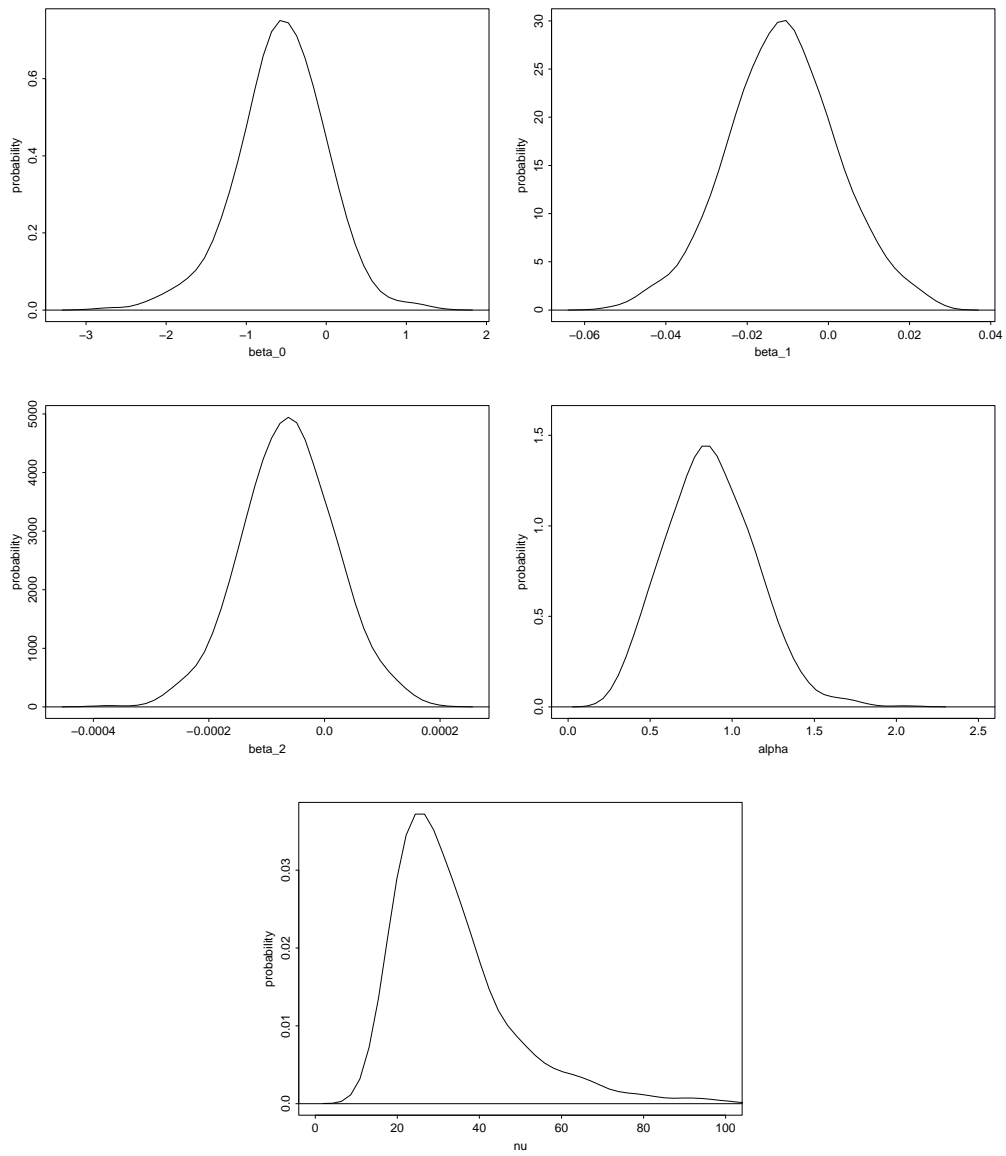 probability
0.0 0.2 0.4 0.6
−3 −2 −1 0 1 2
beta_0
probability
0 5 10 15 20 25 30
−0.06 −0.04 −0.02 0.0 0.02 0.04
beta_1
probability
0 1000 2000 3000 4000 5000
−0.0004 −0.0002 0.0 0.0002
beta_2
probability
0.0 0.5 1.0 1.5
0.0 0.5 1.0 1.5 2.0 2.5
alpha
probability
0.0 0.01 0.02 0.03
0 20 40 60 80 100
nu